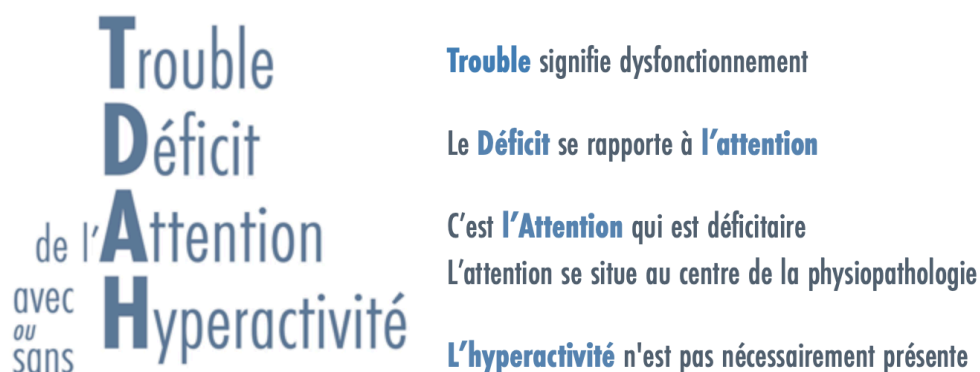 Trouble
Déficit
de l'Attention
avec
ou
sans
Hyperactivité
Trouble signifie dysfonctionnement
Le Déficit se rapporte à l'attention
C'est l'Attention qui est déficitaire
L'attention se situe au centre de la physiopathologie
L'hyperactivité n'est pas nécessairement présente